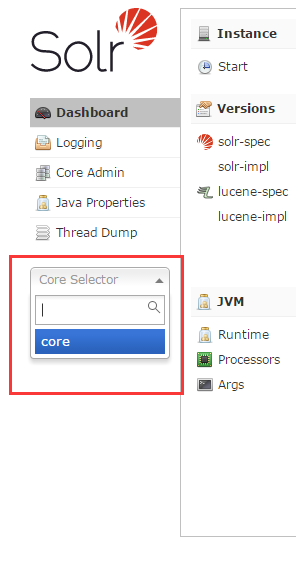 Solr
Dashboard
Logging
Core Admin
Java Properties
Thread Dump
Core Selector
core
Instance
Start
Versions
solr-spec
solr-impl
lucene-spec
lucene-impl
JVM
Runtime
Processors
Args